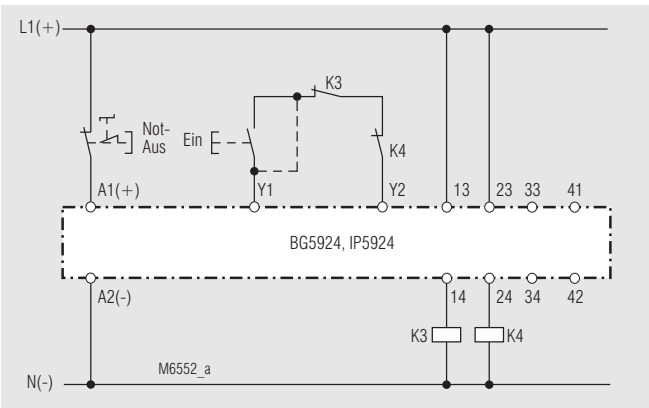 L1(+)
K3
Not-
Aus
Ein
K4
A1(+)
Y1
Y2
13
23
33
41
BG5924, IP5924
A2(-)
14
24
34
42
K3
K4
M6552_a
N(-)